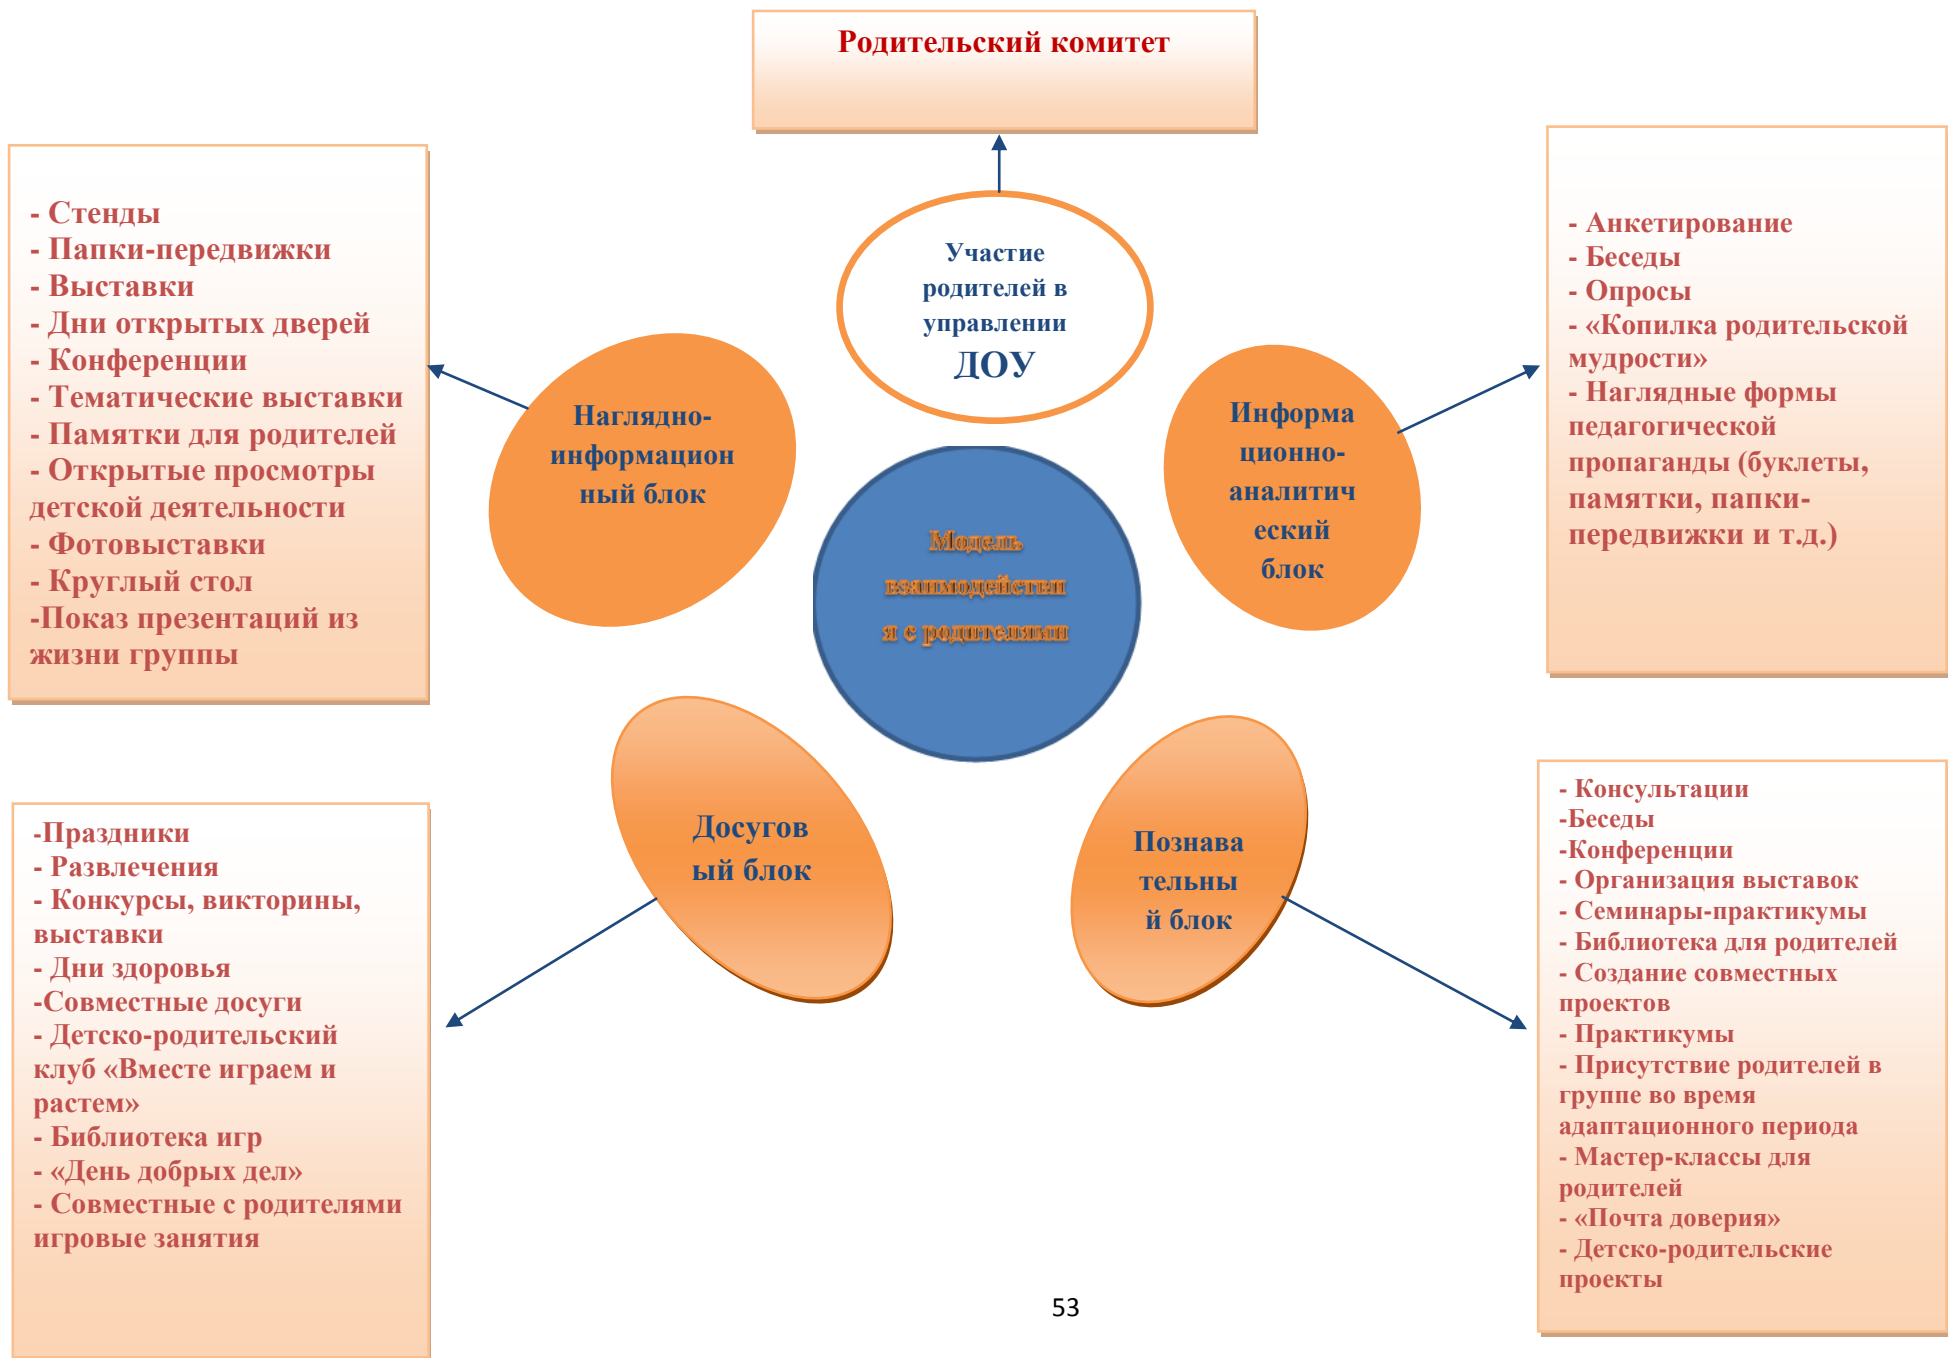 Родительский комитет
- Стенды
- Папки-передвижки
- Выставки
- Дни открытых дверей
- Конференции
- Тематические выставки
- Памятки для родителей
- Открытые просмотры
детской деятельности
- Фотовыставки
- Круглый стол
-Показ презентаций из
жизни группы
Участие
родителей в
управлении
ДОУ
Наглядно-
информацион
ный блок
Информа
ционно-
аналитич
еский
блок
- Анкетирование
- Беседы
- Опросы
- «Копилка родительской
мудрости»
- Наглядные формы
педагогической
пропаганды (буклеты,
памятки, папки-
передвижки и т.д.)
Модель
взаимодействи
я с родителями
Досугов
ый блок
Познава
тельны
й блок
-Праздники
- Развлечения
- Конкурсы, викторины,
выставки
- Дни здоровья
-Совместные досуги
- Детско-родительский
клуб «Вместе играем и
растем»
- Библиотека игр
- «День добрых дел»
- Совместные с родителями
игровые занятия
- Консультации
-Беседы
-Конференции
- Организация выставок
- Семинары-практикумы
- Библиотека для родителей
- Создание совместных
проектов
- Практикумы
- Присутствие родителей в
группе во время
адаптационного периода
- Мастер-классы для
родителей
- «Почта доверия»
- Детско-родительские
проекты
53